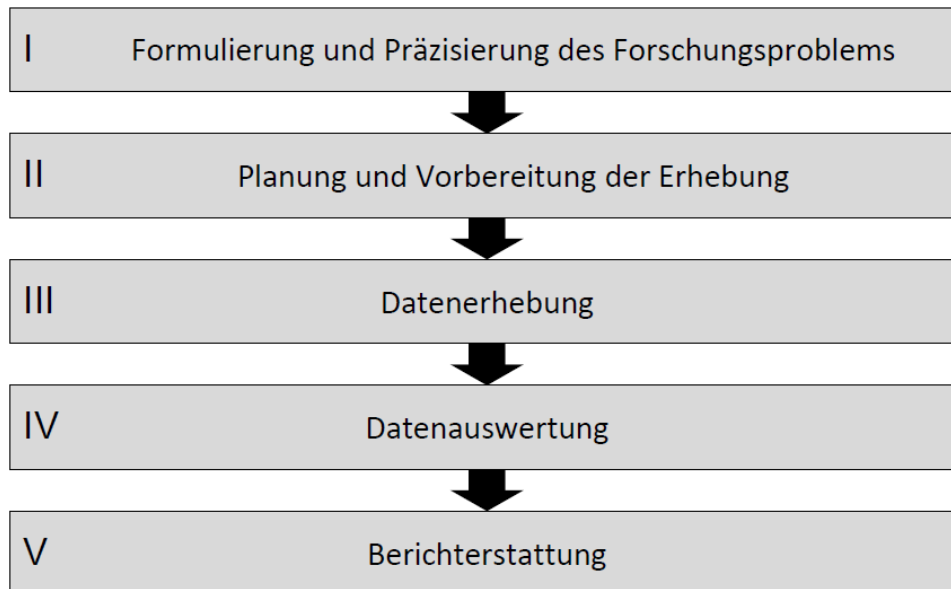 I Formulierung und Präzisierung des Forschungsproblems
II Planung und Vorbereitung der Erhebung
III Datenerhebung
IV Datenauswertung
V Berichterstattung